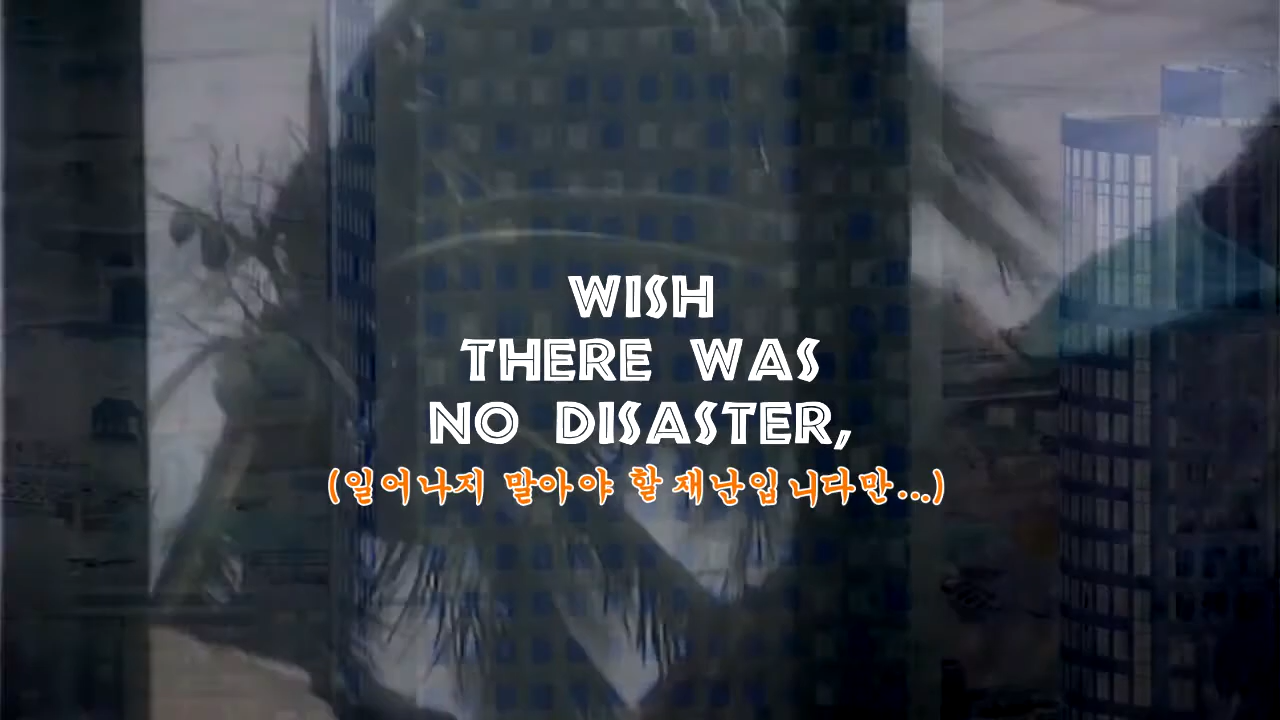 WISH
THERE WAS
NO DISASTER,
(일어나지 말아야 할 재난입니다만...)